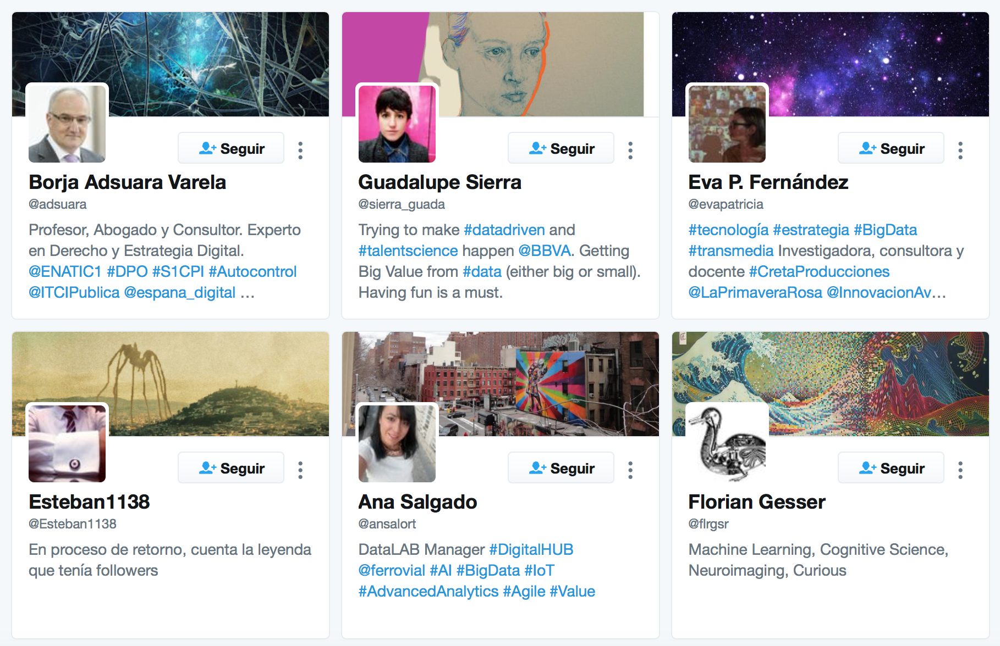 Seguir
Borja Adsuara Varela
@adsuara
Profesor, Abogado y Consultor. Experto
en Derecho y Estrategia Digital.
@ENATIC1 #DPO #S1CPI #Autocontrol
@ITCIPublica @espana_digital …
Seguir
Guadalupe Sierra
@sierra_guada
Trying to make #datadriven and
#talentscience happen @BBVA. Getting
Big Value from #data (either big or small).
Having fun is a must.
Seguir
Eva P. Fernández
@evapatricia
#tecnología #estrategia #BigData
#transmedia Investigadora, consultora y
docente #CretaProducciones
@LaPrimaveraRosa @InnovacionAv…
Seguir
Esteban1138
@Esteban1138
En proceso de retorno, cuenta la leyenda
que tenía followers
Seguir
Ana Salgado
@ansalort
DataLAB Manager #DigitalHUB
@ferrovial #AI #BigData #IoT
#AdvancedAnalytics #Agile #Value
Seguir
Florian Gesser
@flrgsr
Machine Learning, Cognitive Science,
Neuroimaging, Curious